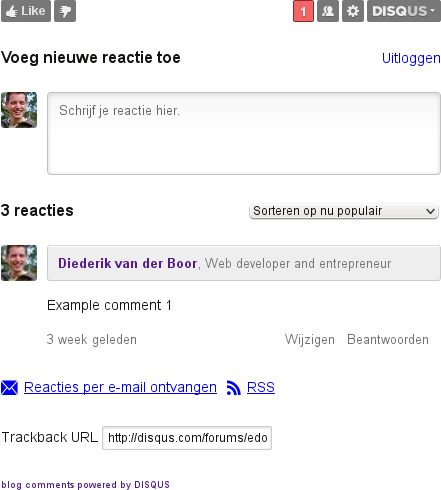 Like 1 DISQUS
Voeg nieuwe reactie toe Uitloggen
Schrijf je reactie hier.
3 reacties Sorteren op nu populair
Diederik van der Boor, Web developer and entrepreneur
Example comment 1
3 week geleden Wijzigen Beantwoorden
Reacties per e-mail ontvangen RSS
Trackback URL http://disqus.com/forums/edo
blog comments powered by DISQUS